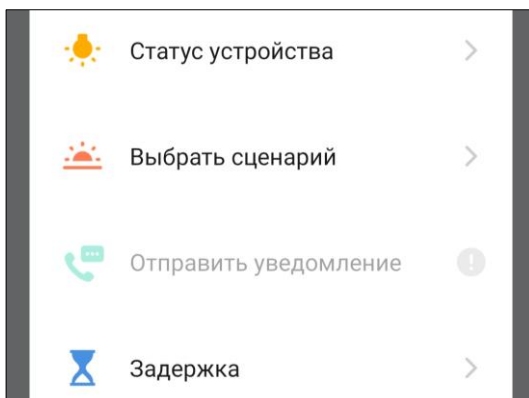 Статус устройства
Выбрать сценарий
Отправить уведомление
Задержка